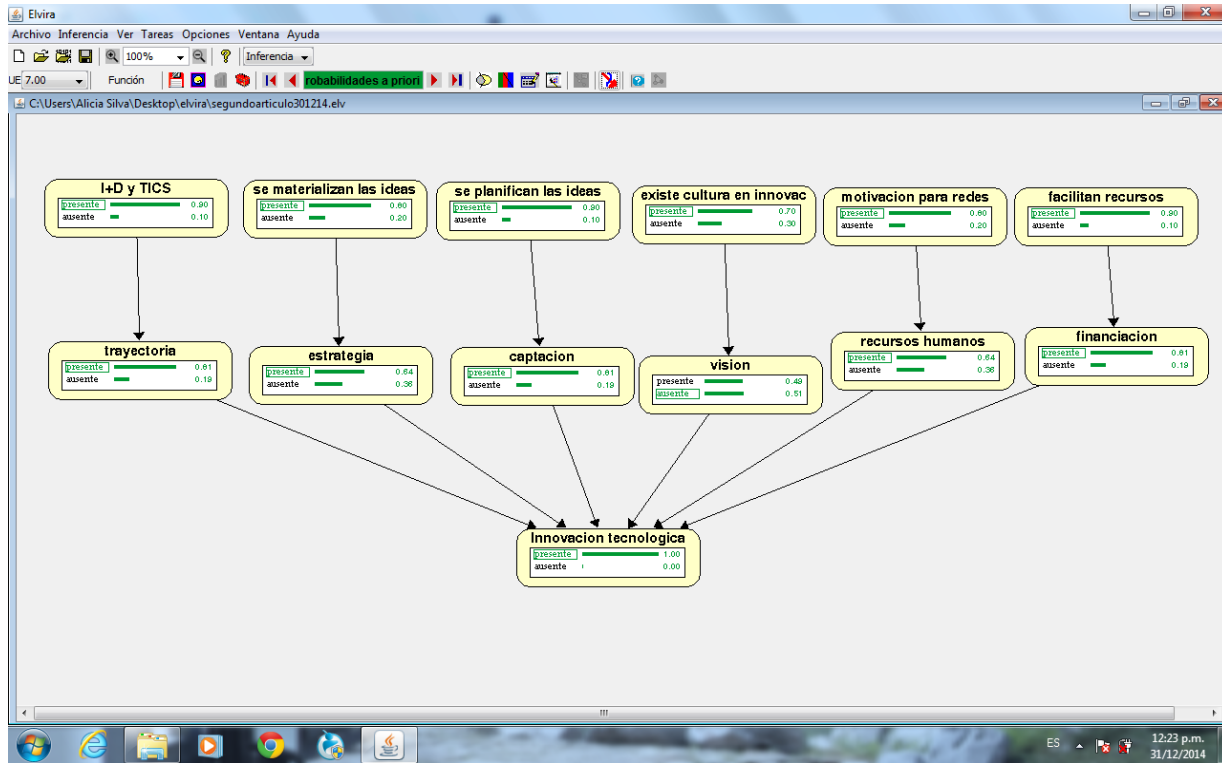 Elvira
Archivo Inferencia Ver Tareas Opciones Ventana Ayuda
100% Inferencia
UE 7.00 Función robabilidades a priori
C:\Users\Alicia Silva\Desktop\elvira\segundoarticulo301214.elv
I+D y TICS
presente 0.90
ausente 0.10
se materializan las ideas
presente 0.80
ausente 0.20
se planifican las ideas
presente 0.90
ausente 0.10
existe cultura en innovac
presente 0.70
ausente 0.30
motivacion para redes
presente 0.80
ausente 0.20
facilitan recursos
presente 0.90
ausente 0.10
trayectoria
presente 0.81
ausente 0.19
estrategia
presente 0.64
ausente 0.36
captacion
presente 0.81
ausente 0.19
vision
presente 0.49
ausente 0.51
recursos humanos
presente 0.64
ausente 0.36
financiacion
presente 0.81
ausente 0.19
Innovacion tecnologica
presente 1.00
ausente 0.00
ES
12:23 p.m.
31/12/2014